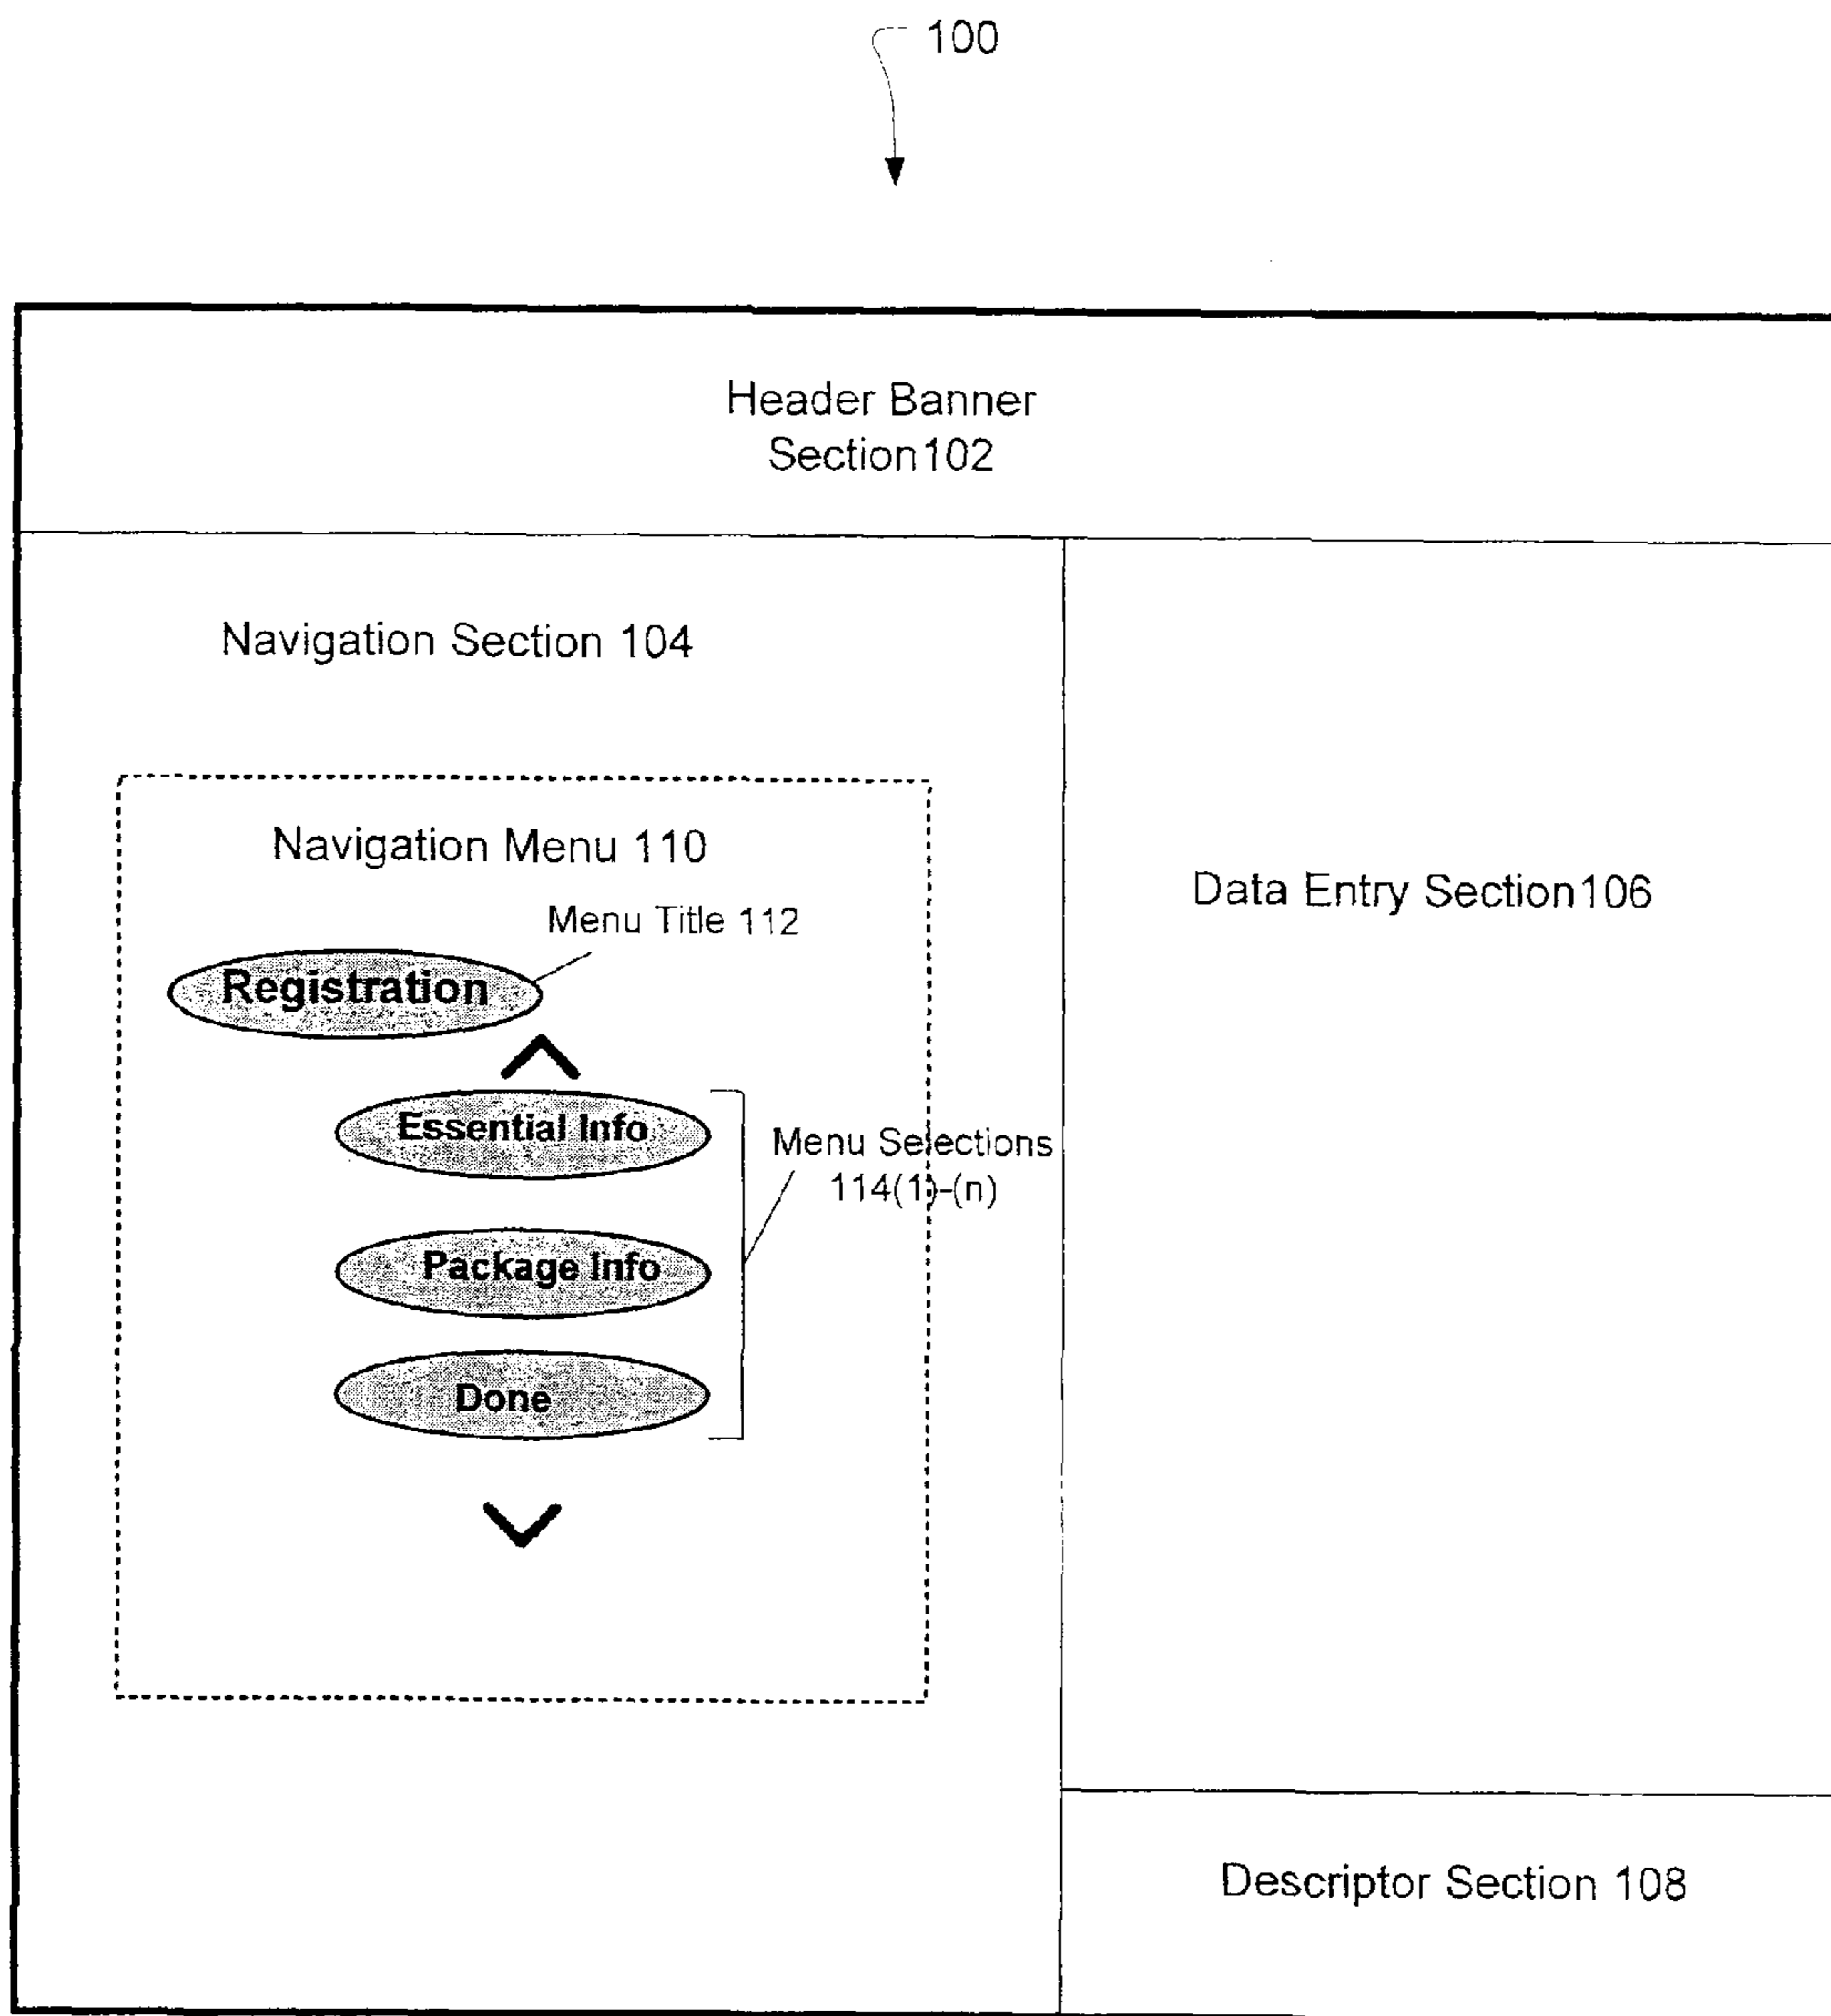 100
Header Banner
Section102
Navigation Section 104
Navigation Menu 110
Menu Title 112
Registration
Essential Info
Menu Selections
114(1)-(n)
Package Info
Done
Data Entry Section106
Descriptor Section 108